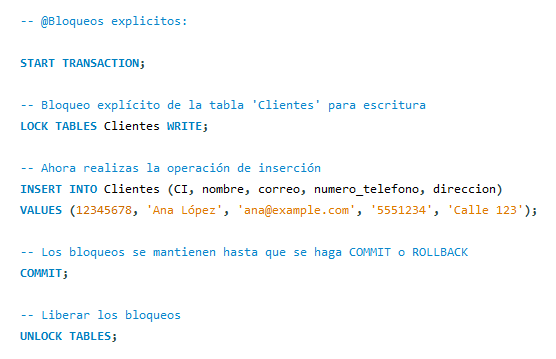 -- @Bloqueos explicitos:
START TRANSACTION;
-- Bloqueo explícito de la tabla 'Clientes' para escritura
LOCK TABLES Clientes WRITE;
-- Ahora realizas la operación de inserción
INSERT INTO Clientes (CI, nombre, correo, numero_telefono, direccion)
VALUES (12345678, 'Ana López', 'ana@example.com', '5551234', 'Calle 123');
-- Los bloqueos se mantienen hasta que se haga COMMIT o ROLLBACK
COMMIT;
-- Liberar los bloqueos
UNLOCK TABLES;